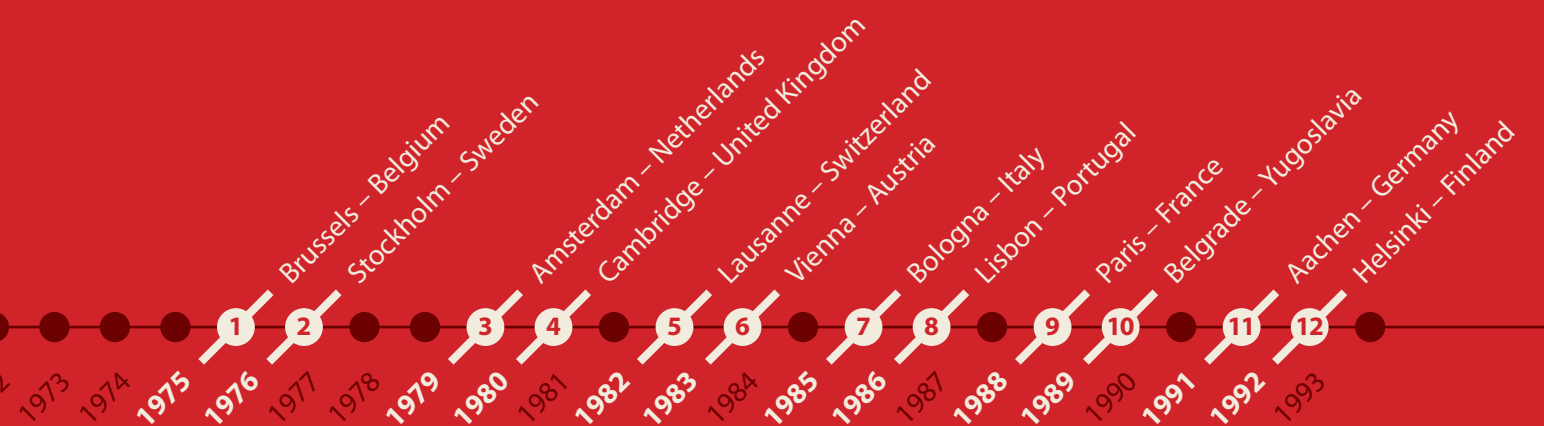 Brussels – Belgium
Stockholm – Sweden
Amsterdam – Netherlands
Cambridge – United Kingdom
Lausanne – Switzerland
Vienna – Austria
Bologna – Italy
Lisbon – Portugal
Paris – France
Belgrade – Yugoslavia
Aachen – Germany
Helsinki – Finland
1
2
3
4
5
6
7
8
9
10
11
12
1973
1974
1975
1976
1977
1978
1979
1980
1981
1982
1983
1984
1985
1986
1987
1988
1989
1990
1991
1992
1993